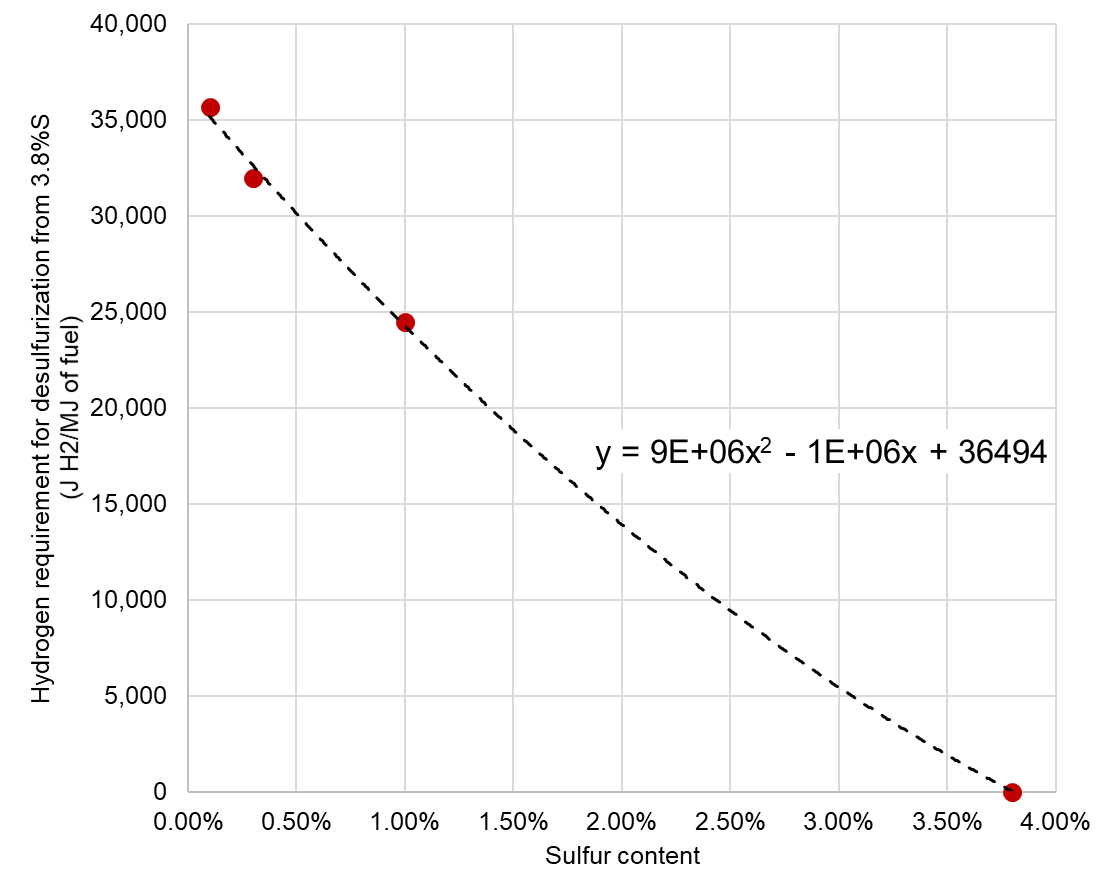 40,000
35,000
30,000
25,000
20,000
15,000
10,000
5,000
0
Hydrogen requirement for desulfurization from 3.8%S
(J H2/MJ of fuel)
y = 9E+06x² - 1E+06x + 36494
0.00% 0.50% 1.00% 1.50% 2.00% 2.50% 3.00% 3.50% 4.00%
Sulfur content